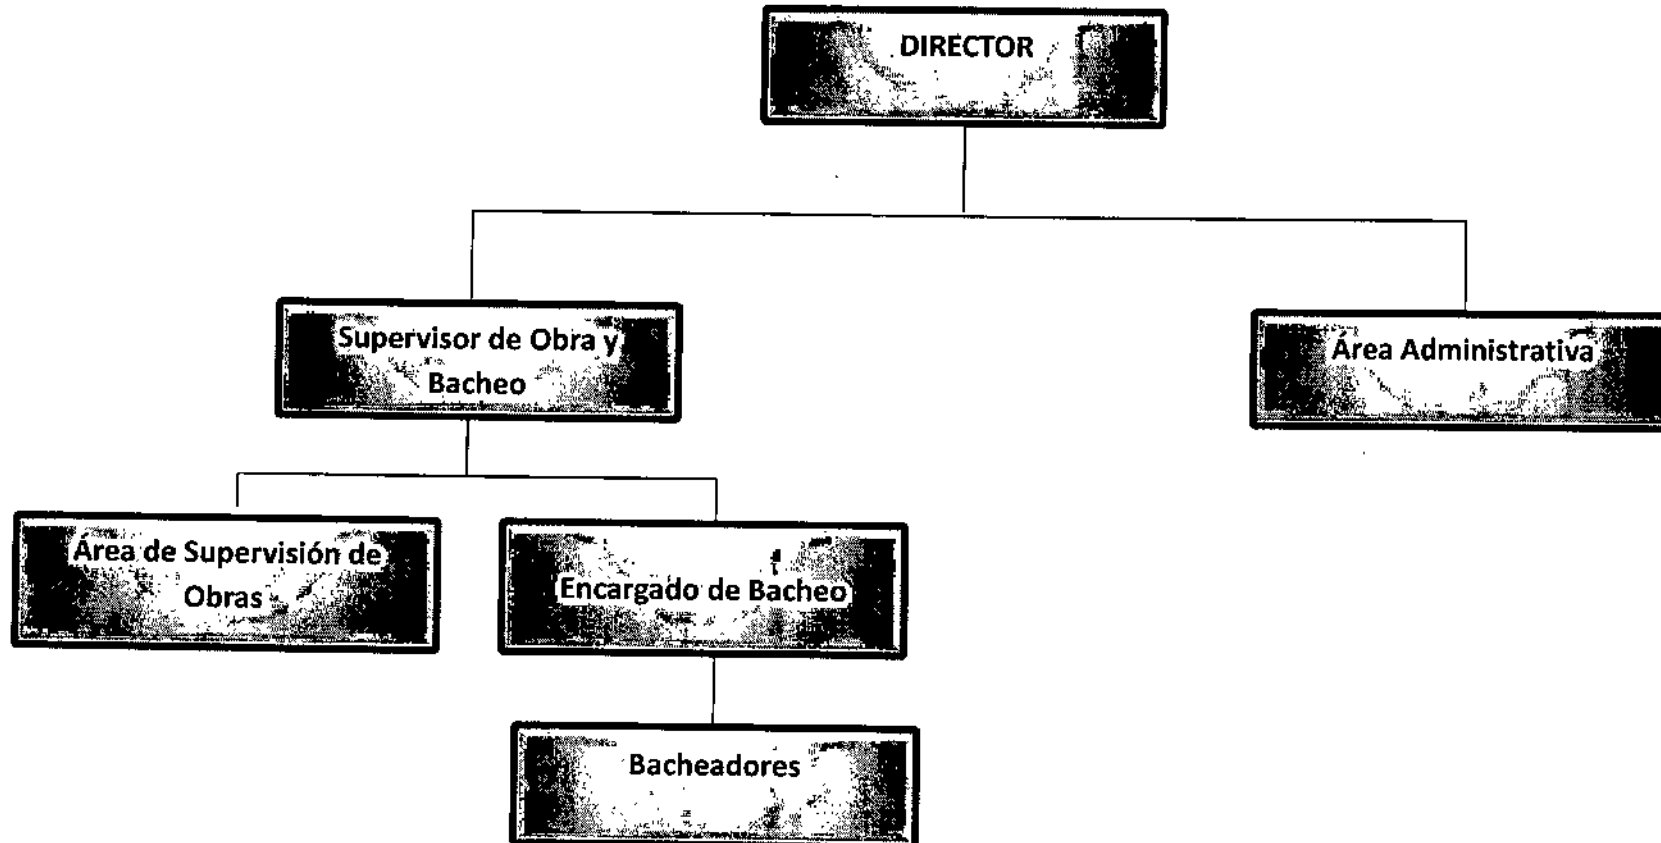 DIRECTOR
Supervisor de Obra y
Bacheo
Área Administrativa
Área de Supervisión de
Obras
Encargado de Bacheo
Bacheadores